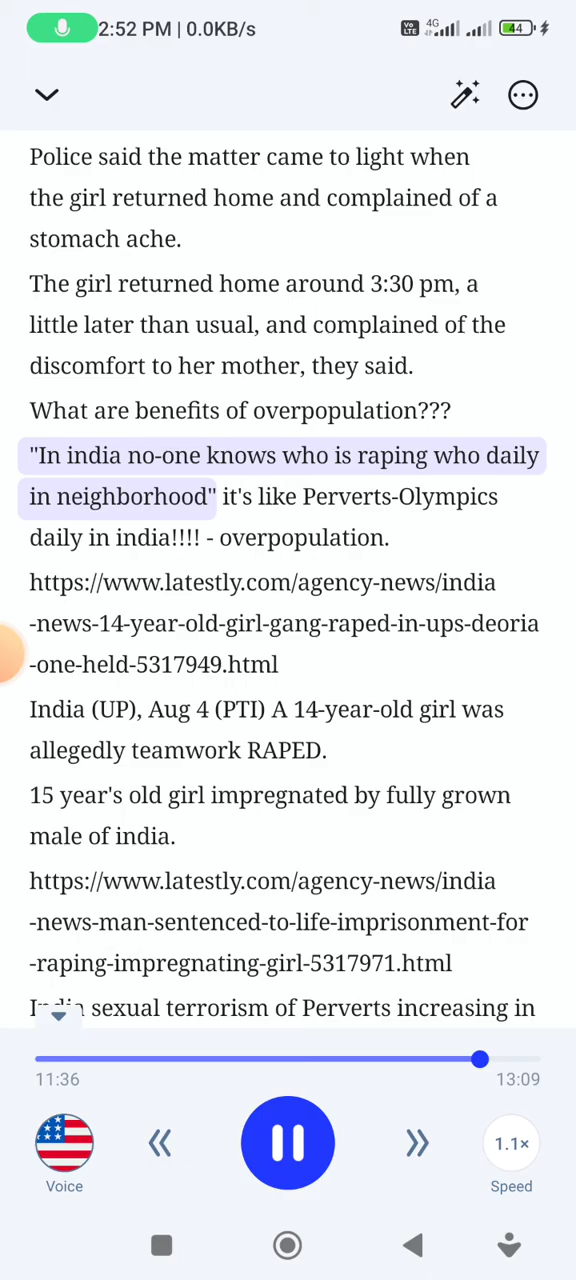 2:52 PM | 0.0KB/s
Vo
LTE
4G
44
Police said the matter came to light when
the girl returned home and complained of a
stomach ache.
The girl returned home around 3:30 pm, a
little later than usual, and complained of the
discomfort to her mother, they said.
What are benefits of overpopulation???
"In india no-one knows who is raping who daily
in neighborhood" it's like Perverts-Olympics
daily in india!!!! - overpopulation.
https://www.latestly.com/agency-news/india
-news-14-year-old-girl-gang-raped-in-ups-deoria
-one-held-5317949.html
India (UP), Aug 4 (PTI) A 14-year-old girl was
allegedly teamwork RAPED.
15 year's old girl impregnated by fully grown
male of india.
https://www.latestly.com/agency-news/india
-news-man-sentenced-to-life-imprisonment-for
-raping-impregnating-girl-5317971.html
India sexual terrorism of Perverts increasing in
11:36
13:09
1.1×
Voice
Speed